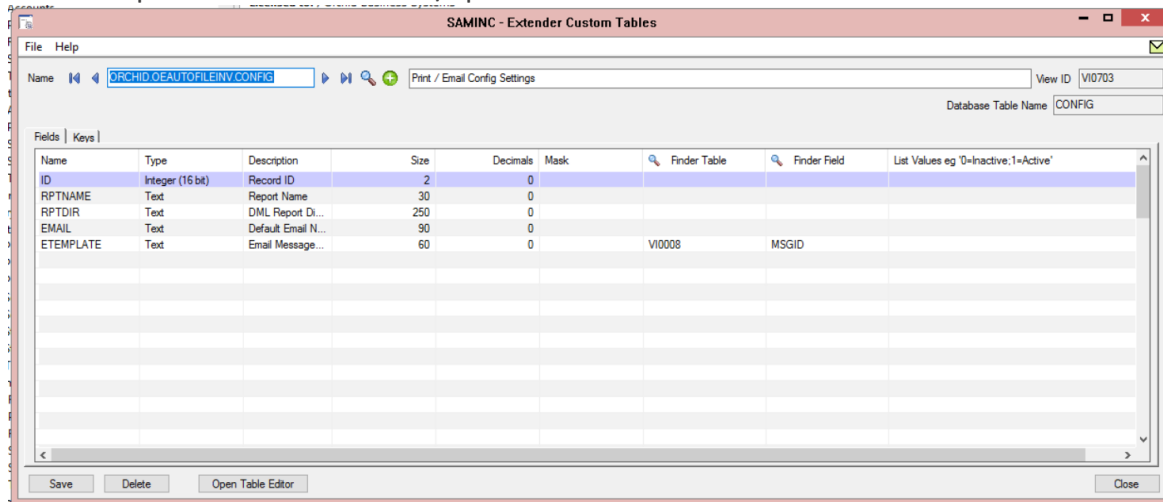 SAMINC - Extender Custom Tables
File Help
Name ORCHID.OEAUTOFILEINV.CONFIG Print / Email Config Settings View ID VI0703
Database Table Name CONFIG
Fields Keys
Name Type Description Size Decimals Mask Finder Table Finder Field List Values eg '0=Inactive;1=Active'
ID Integer (16 bit) Record ID 2 0
RPTNAME Text Report Name 30 0
RPTDIR Text DML Report Di... 250 0
EMAIL Text Default Email N... 90 0
ETEMPLATE Text Email Message... 60 0 VI0008 MSGID
Save Delete Open Table Editor Close